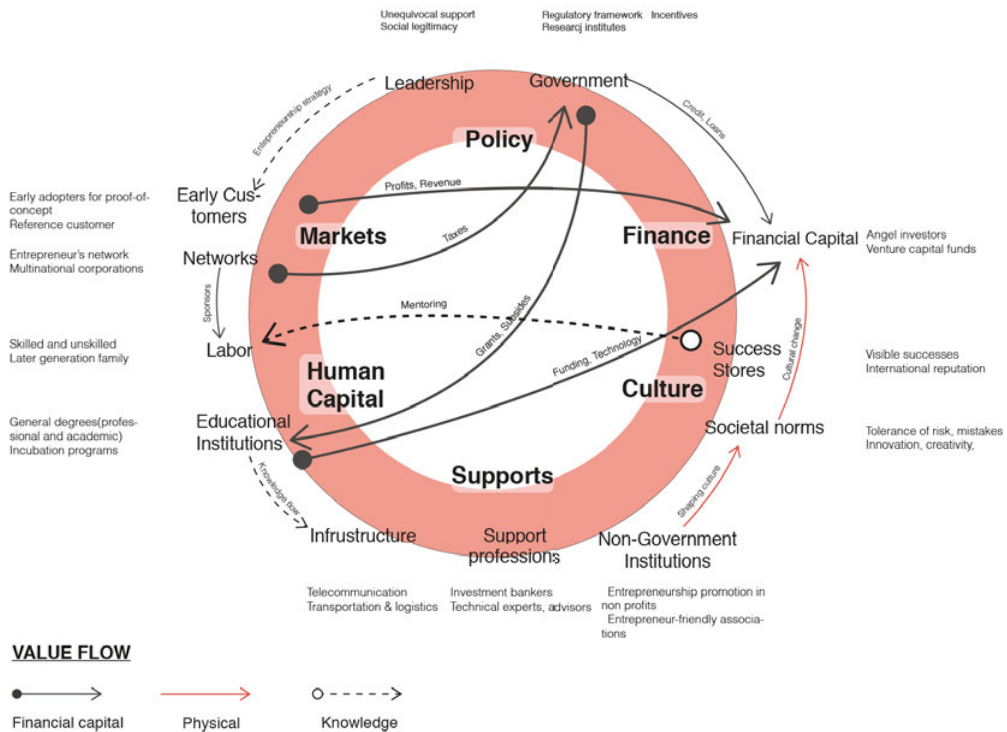 Unequivocal support
Social legitimacy
Regulatory framework Incentives
Researcj institutes
Leadership
Government
Entepreneurship strategy
Credit, Loans
Policy
Early adopters for proof-of-
concept
Reference customer
Early Cus-
tomers
Profits, Revenue
Markets
Taxes
Finance
Financial Capital
Angel investors
Venture capital funds
Entrepreneur's network
Multinational corporations
Networks
Sponsors
Mentoring
Grants, Subsides
Funding, Technology
Cultural change
Skilled and unskilled
Later generation family
Labor
Success
Stores
Visible successes
International reputation
Human
Capital
Culture
General degrees(profes-
sional and academic)
Incubation programs
Educational
Institutions
Societal norms
Tolerance of risk, mistakes
Innovation, creativity,
Knowledge flow
Supports
Shaping culture
Infrustructure
Support
professions
Non-Government
Institutions
Telecommunication
Transportation & logistics
Investment bankers
Technical experts, advisors
Entrepreneurship promotion in
non profits
Entrepreneur-friendly associa-
tions
VALUE FLOW
Financial capital
Physical
Knowledge